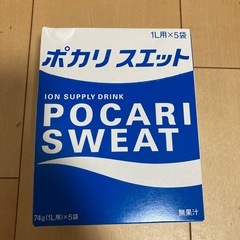 1L用×5袋
ポカリスエット
ION SUPPLY DRINK
POCARI
SWEAT
74g(1L用)×5袋
無果汁